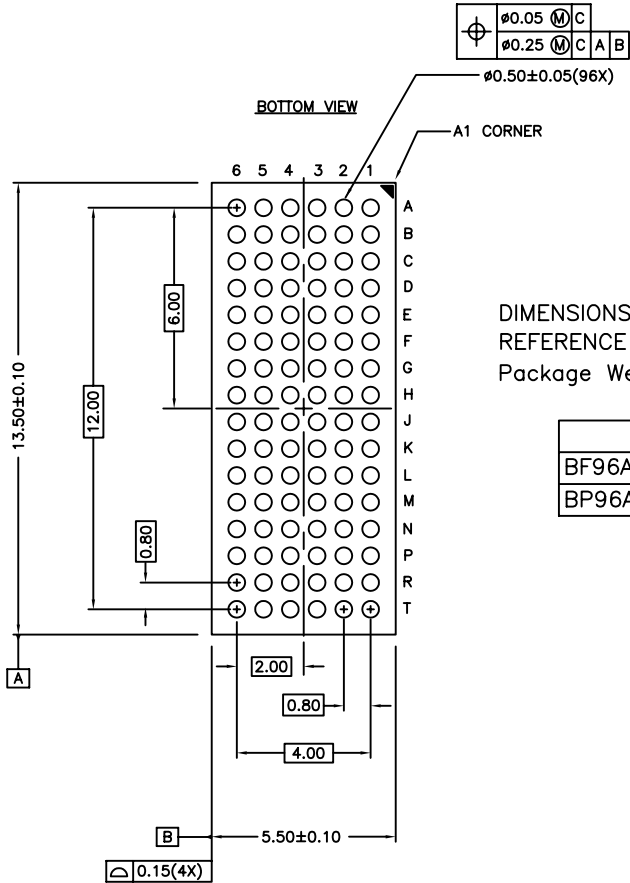 ø0.05 Ⓜ C
ø0.25 Ⓜ C A B
ø0.50±0.05(96X)
BOTTOM VIEW
A1 CORNER
6 5 4 3 2 1
A
B
C
D
E
F
G
H
J
K
L
M
N
P
R
T
13.50±0.10
12.00
6.00
0.80
DIMENSIONS
REFERENCE
Package We
BF96A
BP96A
A
2.00
0.80
4.00
B
5.50±0.10
0.15(4X)